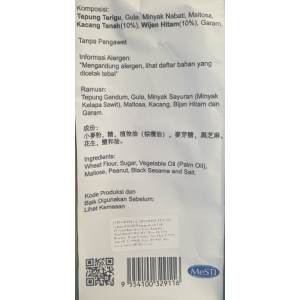 Komposisi:
Tepung Terigu, Gula, Minyak Nabati, Maltosa,
Kacang Tanah(10%), Wijen Hitam(10%), Garam.
Tanpa Pengawet
Informasi Alergen:
"Mengandung alergen, lihat daftar bahan yang
dicetak tebal"
Ramuan:
Tepung Gandum, Gula, Minyak Sayuran (Minyak
Kelapa Sawit), Maltosa, Kacang, Bijan Hitam dan
Garam.
成份:
小麦粉, 糖, 植物油 (棕榈油), 麦芽糖, 黑芝麻,
花生, 盐和油.
Ingredients:
Wheat Flour, Sugar, Vegetable Oil (Palm Oil),
Maltose, Peanut, Black Sesame and Salt.
Kode Produksi dan
Baik Digunakan Sebelum:
Lihat Kemasan
MeSTI
9 554100 329116